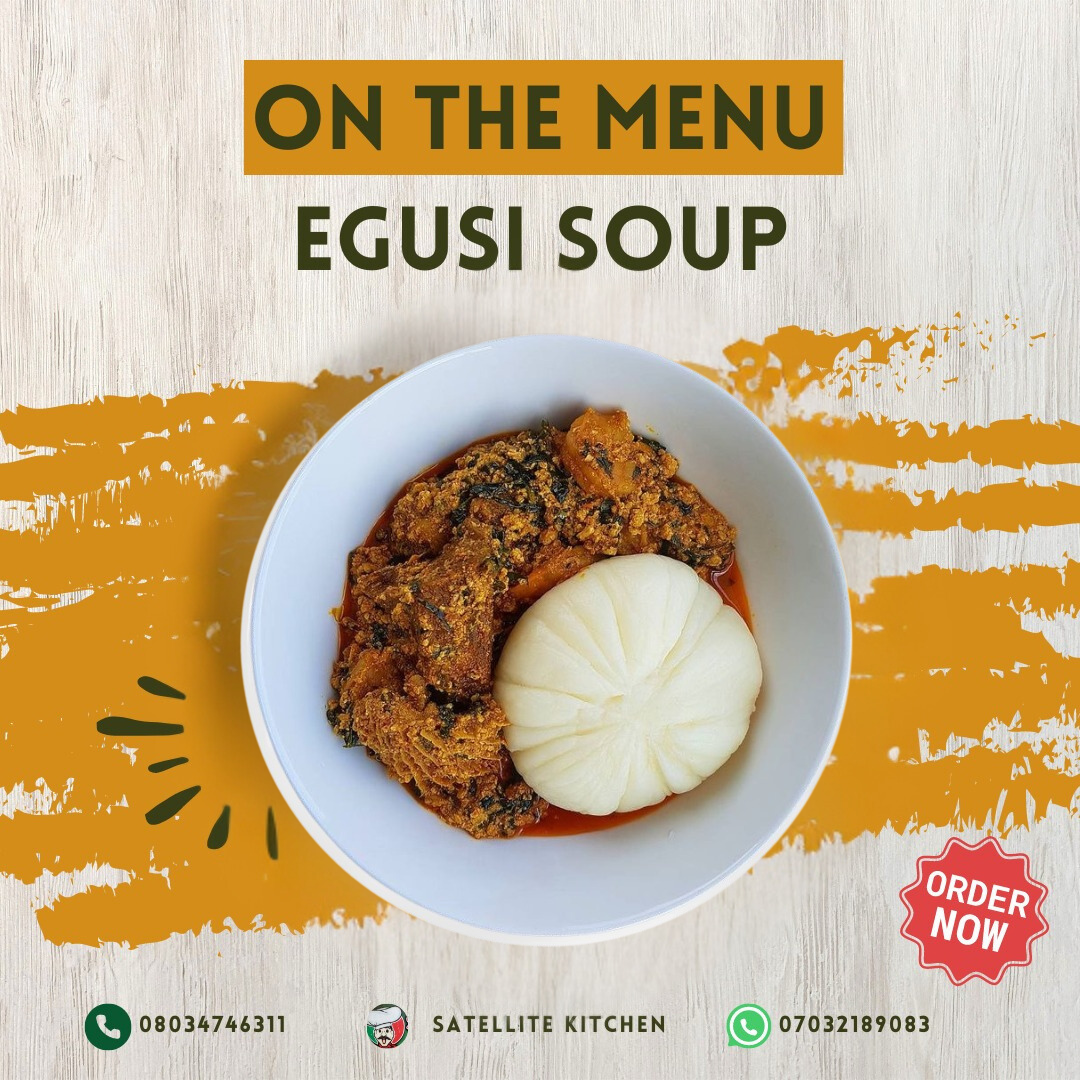 ON THE MENU
EGUSI SOUP
ORDER
NOW
08034746311
SATELLITE KITCHEN
07032189083